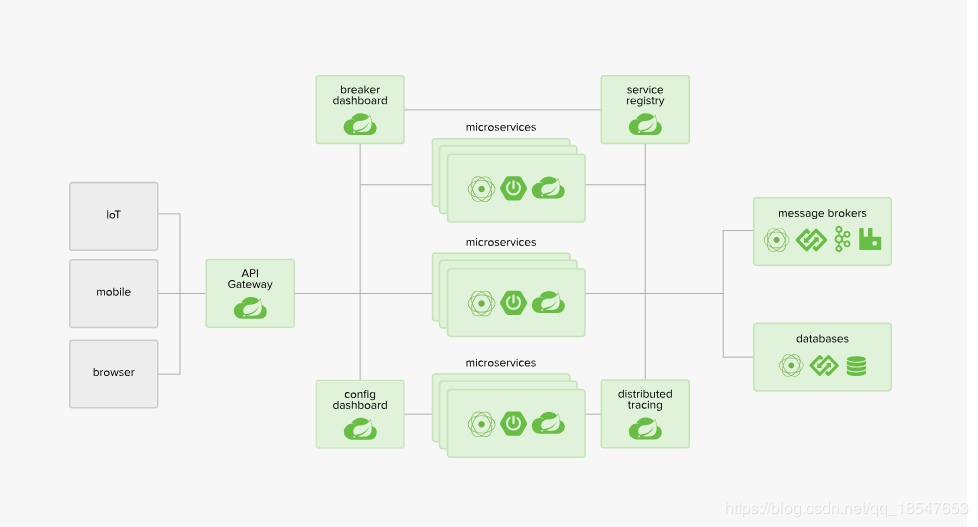 breaker
dashboard
service
registry
microservices
IoT
message brokers
microservices
API
Gateway
mobile
databases
microservices
browser
config
dashboard
distributed
tracing
https://blog.csdn.net/qq_18547653